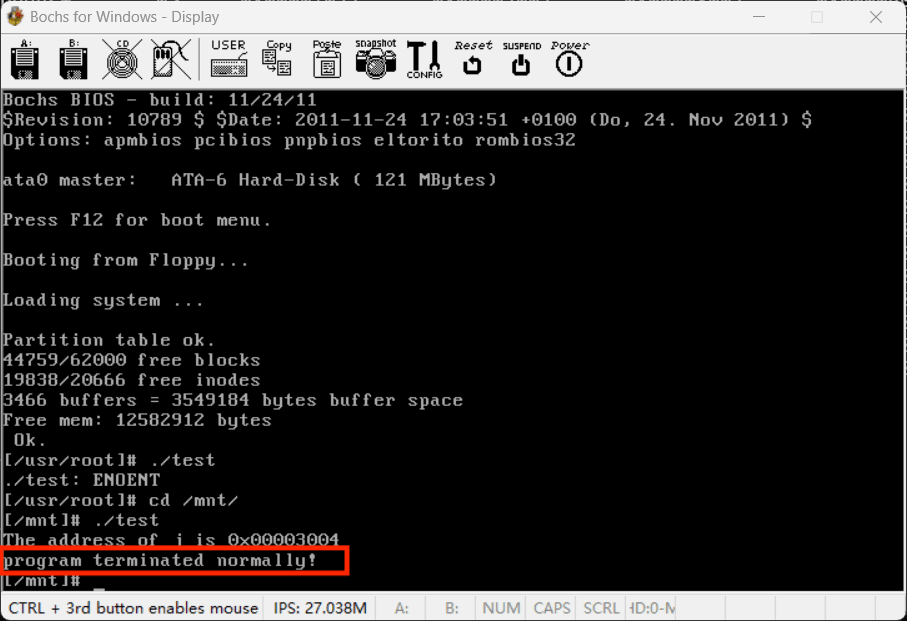 Bochs for Windows - Display
A:
B:
CD
USER
Copy
Paste
snapshot
CONFIG
Reset
SUSPEND
Power
Bochs BIOS - build: 11/24/11
$Revision: 10789 $ $Date: 2011-11-24 17:03:51 +0100 (Do, 24. Nov 2011) $
Options: apmbios pcibios pnpbios eltorito rombios32
ata0 master:   ATA-6 Hard-Disk ( 121 MBytes)
Press F12 for boot menu.
Booting from Floppy...
Loading system ...
Partition table ok.
44759/62000 free blocks
19838/20666 free inodes
3466 buffers = 3549184 bytes buffer space
Free mem: 12582912 bytes
 Ok.
[/usr/root]# ./test
./test: ENOENT
[/usr/root]# cd /mnt/
[/mnt]# ./test
The address of i is 0x00003004
program terminated normally!
[/mnt]# _
CTRL + 3rd button enables mouse IPS: 27.038M A: B: NUM CAPS SCRL HD:0-M